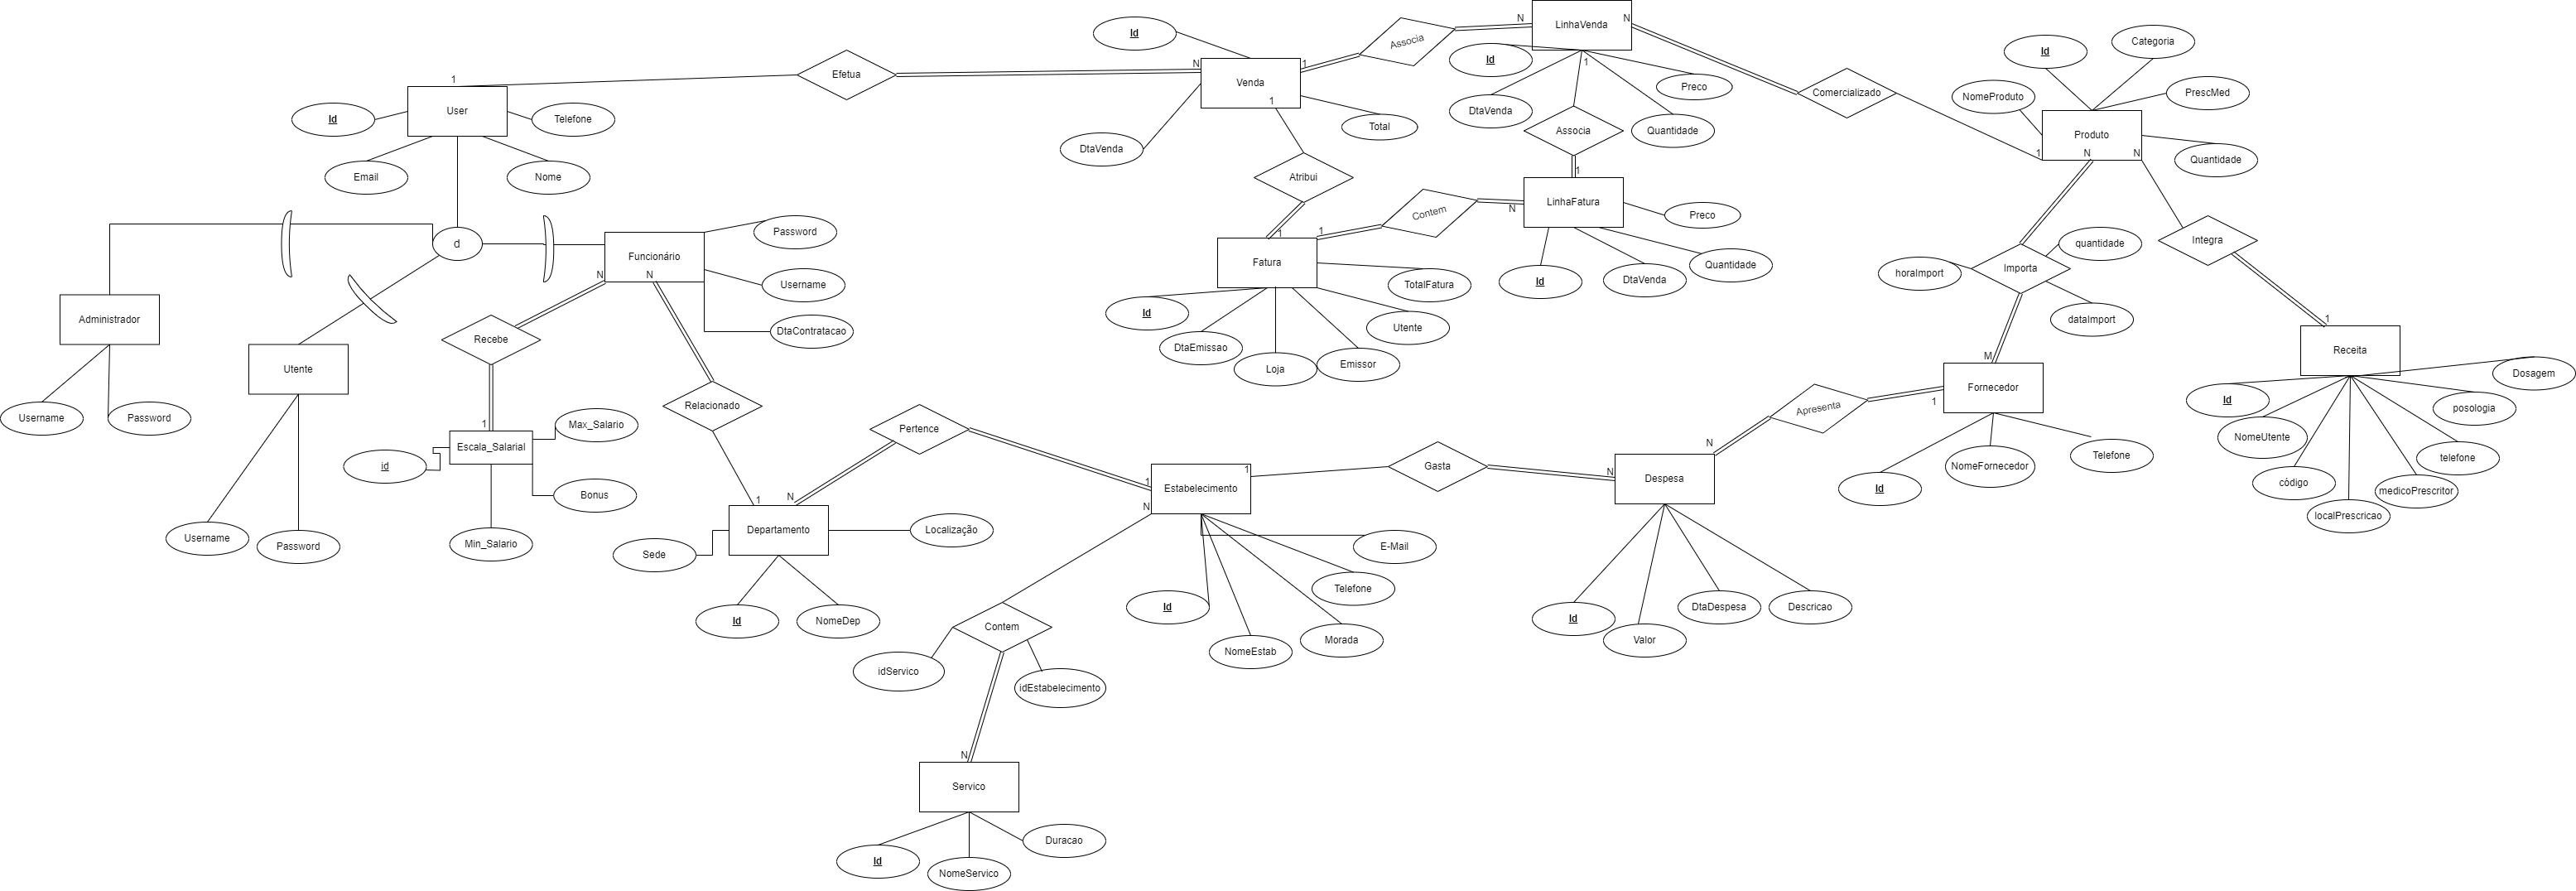 Id
Associa
N
LinhaVenda
N
Id
Categoria
Efetua
N
Venda
1
1
Id
Preco
Comercializado
NomeProduto
PrescMed
1
User
Id
Telefone
DtaVenda
Total
DtaVenda
1
Quantidade
Associa
Produto
1
N
N
Quantidade
Email
Nome
Atribui
1
LinhaFatura
N
Contem
Preco
Password
d
Funcionário
N
N
1
1
Fatura
Integra
quantidade
horaImport
Importa
Username
TotalFatura
Id
DtaVenda
Quantidade
Administrador
Id
Utente
dataImport
1
DtaContratacao
Recebe
DtaEmissao
Loja
Emissor
Receita
Utente
M
Fornecedor
1
Dosagem
Username
Password
Relacionado
Apresenta
Id
posologia
1
Max_Salario
Pertence
NomeUtente
Escala_Salarial
id
N
Telefone
telefone
Gasta
1
1
N
Despesa
NomeFornecedor
Id
código
medicoPrescritor
Bonus
1
N
Estabelecimento
N
localPrescricao
Username
Password
Min_Salario
Sede
Departamento
Localização
E-Mail
Telefone
Id
NomeDep
Id
Id
DtaDespesa
Descricao
Contem
NomeEstab
Morada
Valor
idServico
idEstabelecimento
N
Servico
Duracao
Id
NomeServico